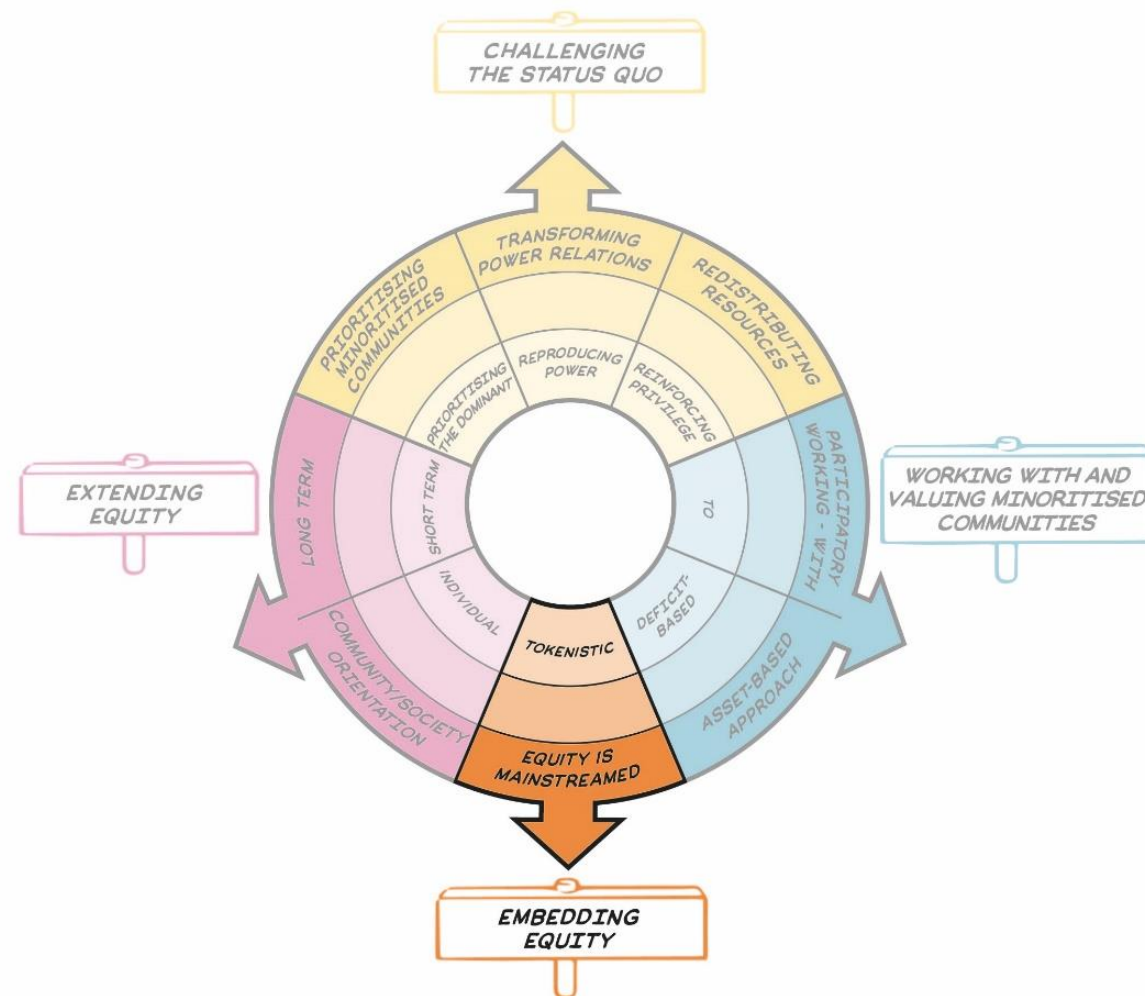 CHALLENGING
THE STATUS QUO
TRANSFORMING
POWER RELATIONS
PRIORITISING
MINORITISED
COMMUNITIES
REDISTRIBUTING
RESOURCES
PRIORITISING
THE DOMINANT
REPRODUCING
POWER
REINFORCING
PRIVILEGE
EXTENDING
EQUITY
LONG TERM
SHORT TERM
TO
PARTICIPATORY
WORKING - WITH
WORKING WITH AND
VALUING MINORITISED
COMMUNITIES
COMMUNITY/SOCIETY
ORIENTATION
INDIVIDUAL
TOKENISTIC
DEFICIT-
BASED
ASSET-BASED
APPROACH
EQUITY IS
MAINSTREAMED
EMBEDDING
EQUITY